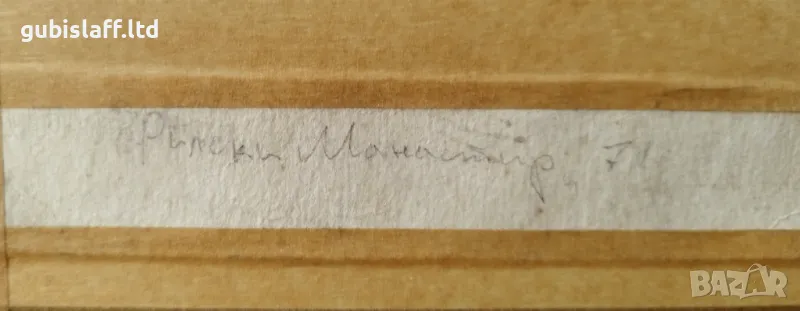 gubislaff.ltd
"Рилски Манастир„ 71
BAZAR